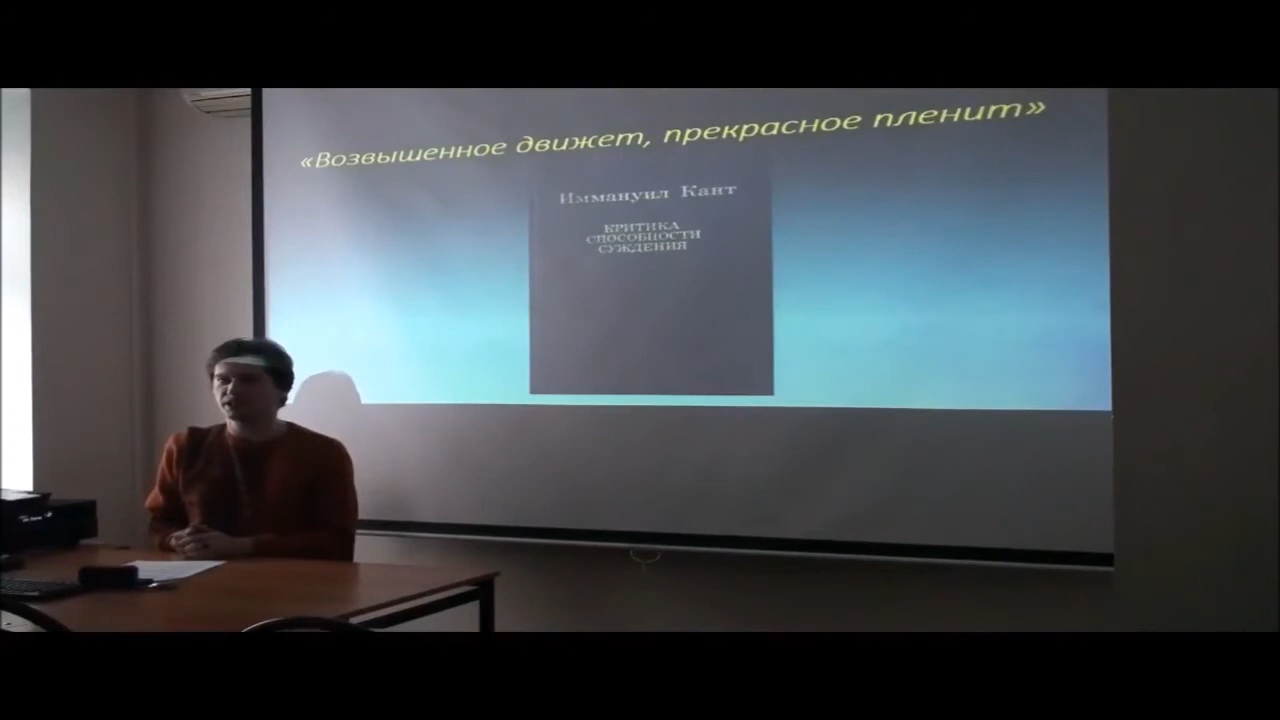 «Возвышенное движет, прекрасное пленит»
Иммануил Кант
КРИТИКА
СПОСОБНОСТИ
СУЖДЕНИЯ